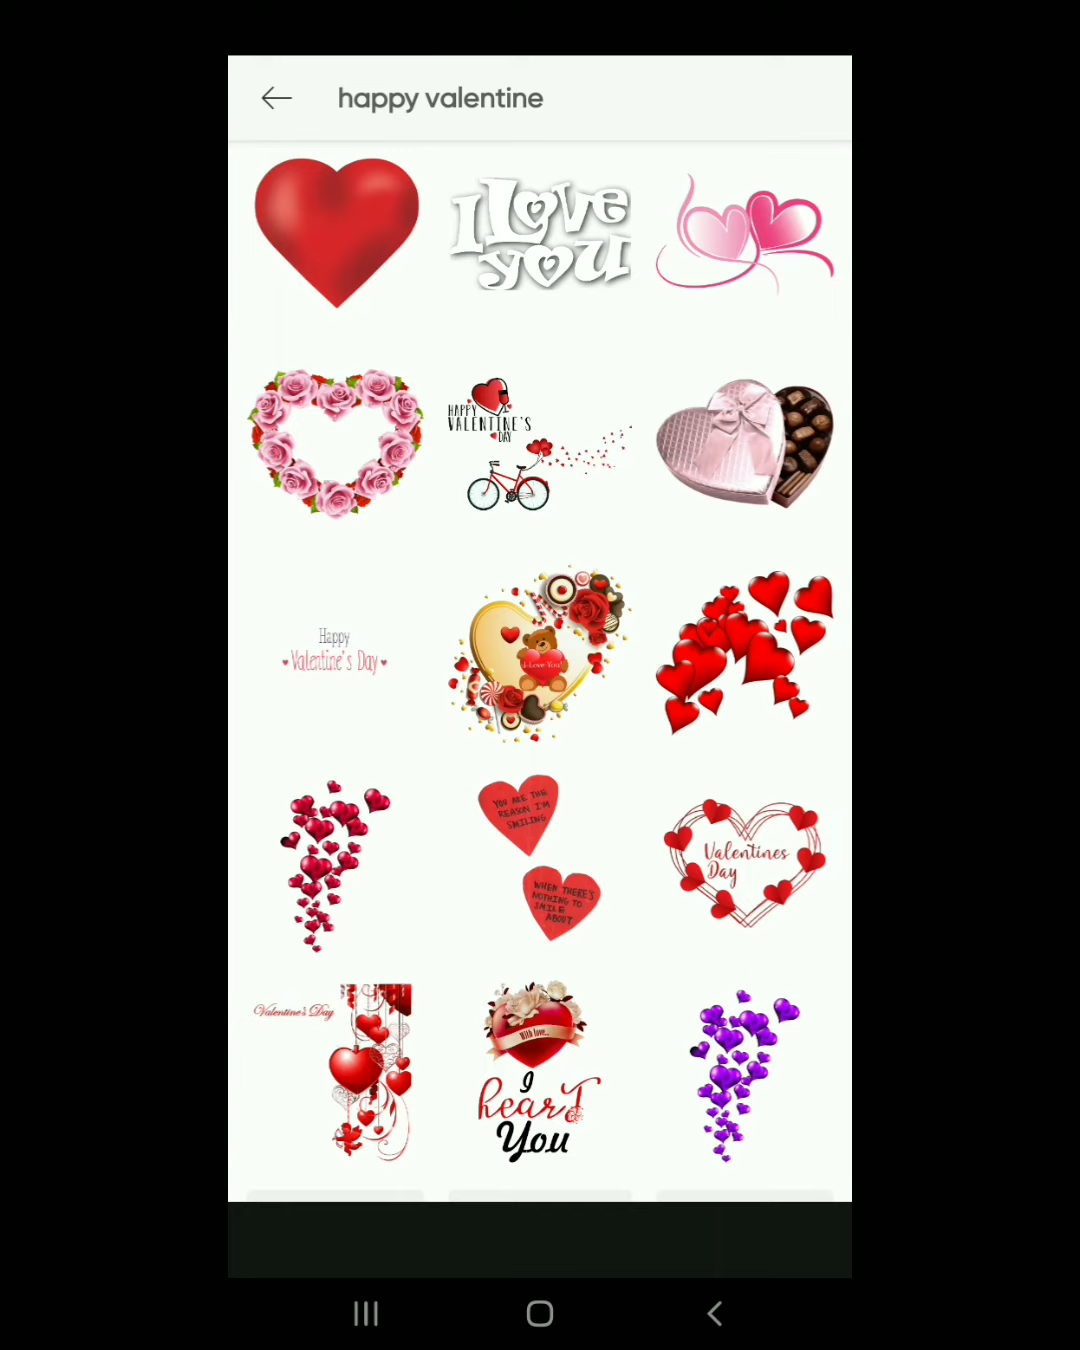 happy valentine
I Love
you
HAPPY
VALENTINE'S
DAY
Happy
Valentine's Day
I Love You!
YOU ARE THE
REASON I'M
SMILING
WHEN THERE'S
NOTHING TO
SMILE
ABOUT
Valentines
Day
Valentine's Day
With love..
I
heart
You